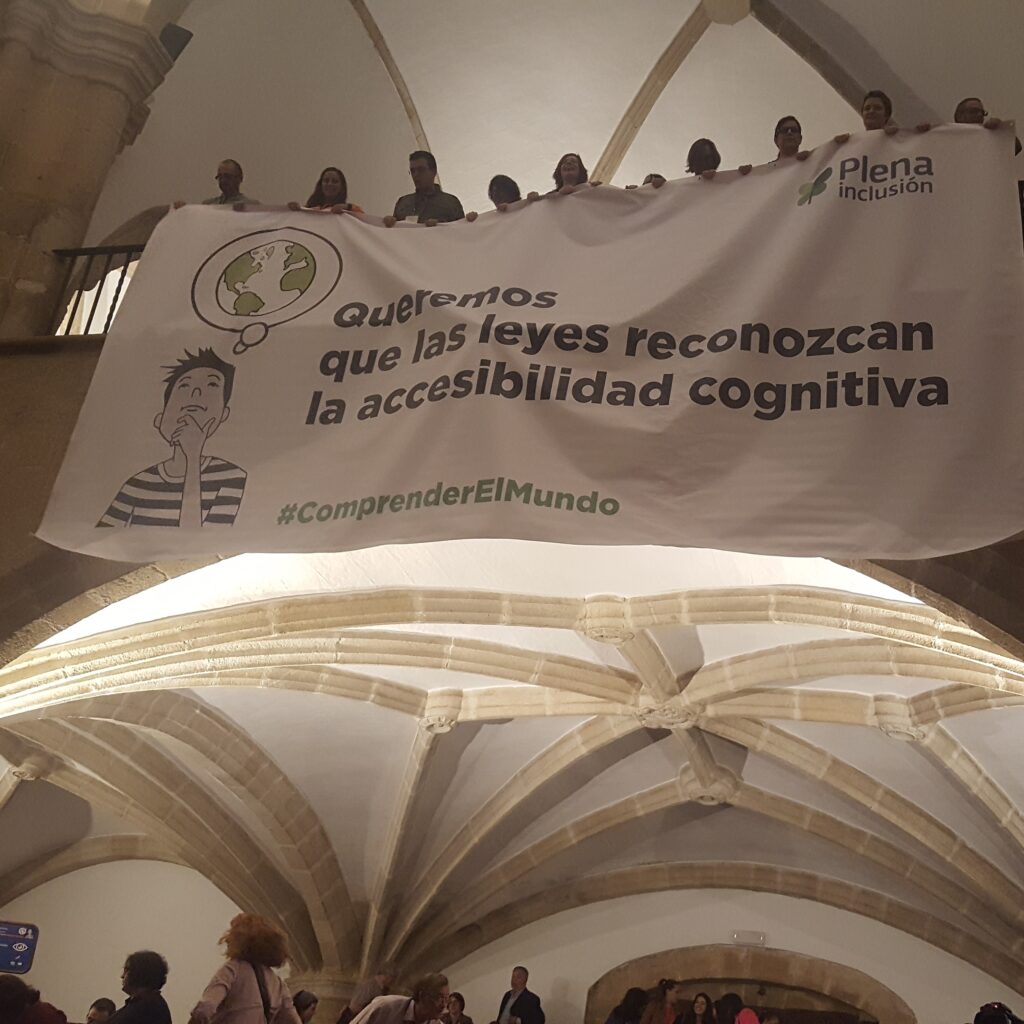 Plena
inclusión
Queremos
que las leyes reconozcan
la accesibilidad cognitiva
#ComprenderElMundo